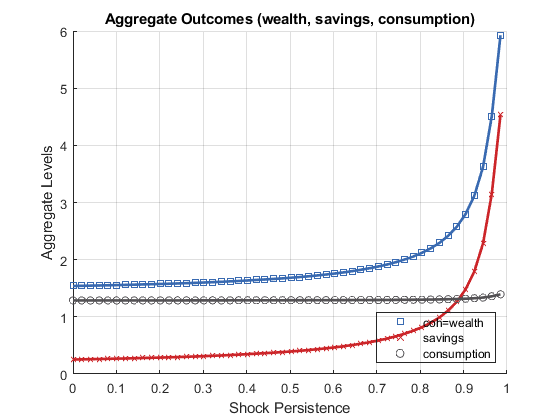 Aggregate Outcomes (wealth, savings, consumption)
6
5
4
3
2
1
0
Aggregate Levels
0 0.1 0.2 0.3 0.4 0.5 0.6 0.7 0.8 0.9 1
Shock Persistence
coh=wealth
savings
consumption